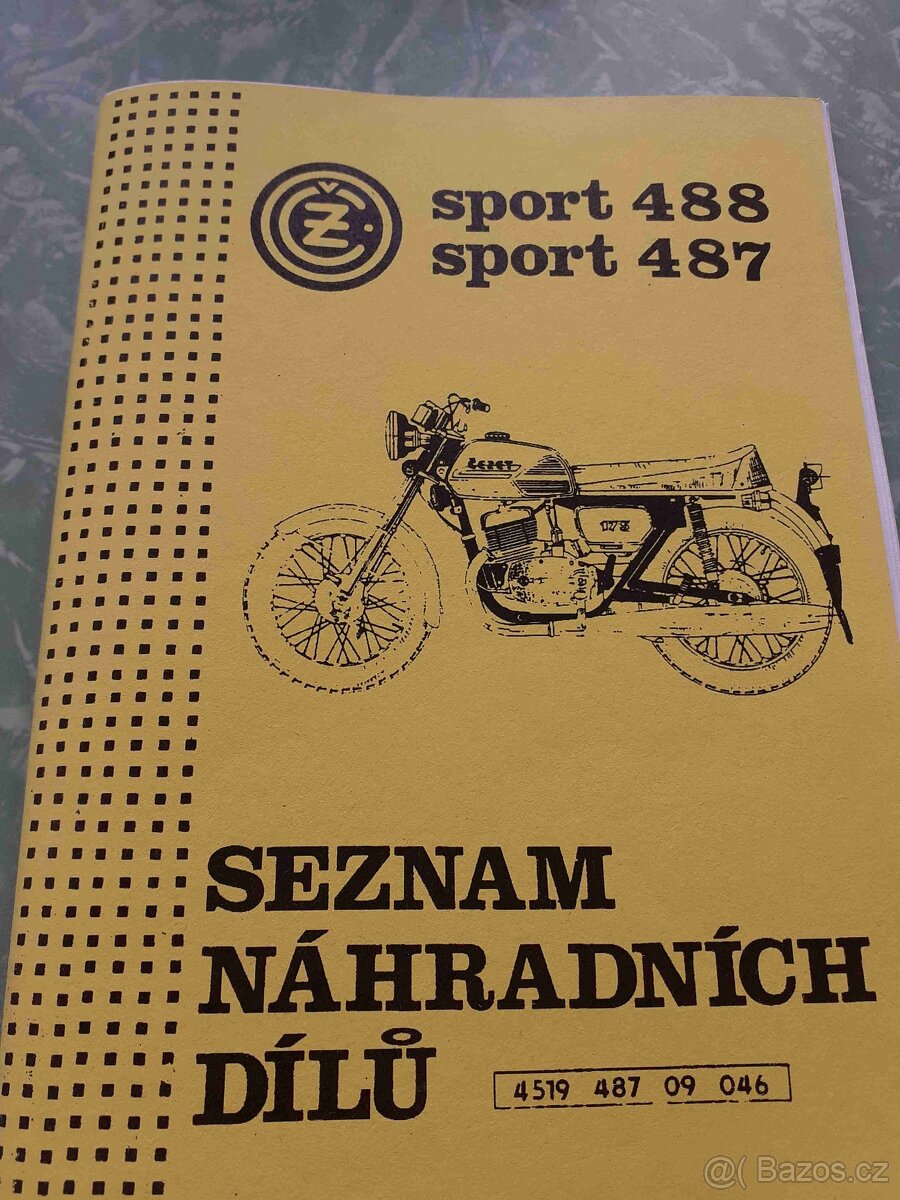 ČZ
sport 488
sport 487
ČEZET
SEZNAM
NÁHRADNÍCH
DÍLŮ
4519 487 09 046
@( Bazos.cz